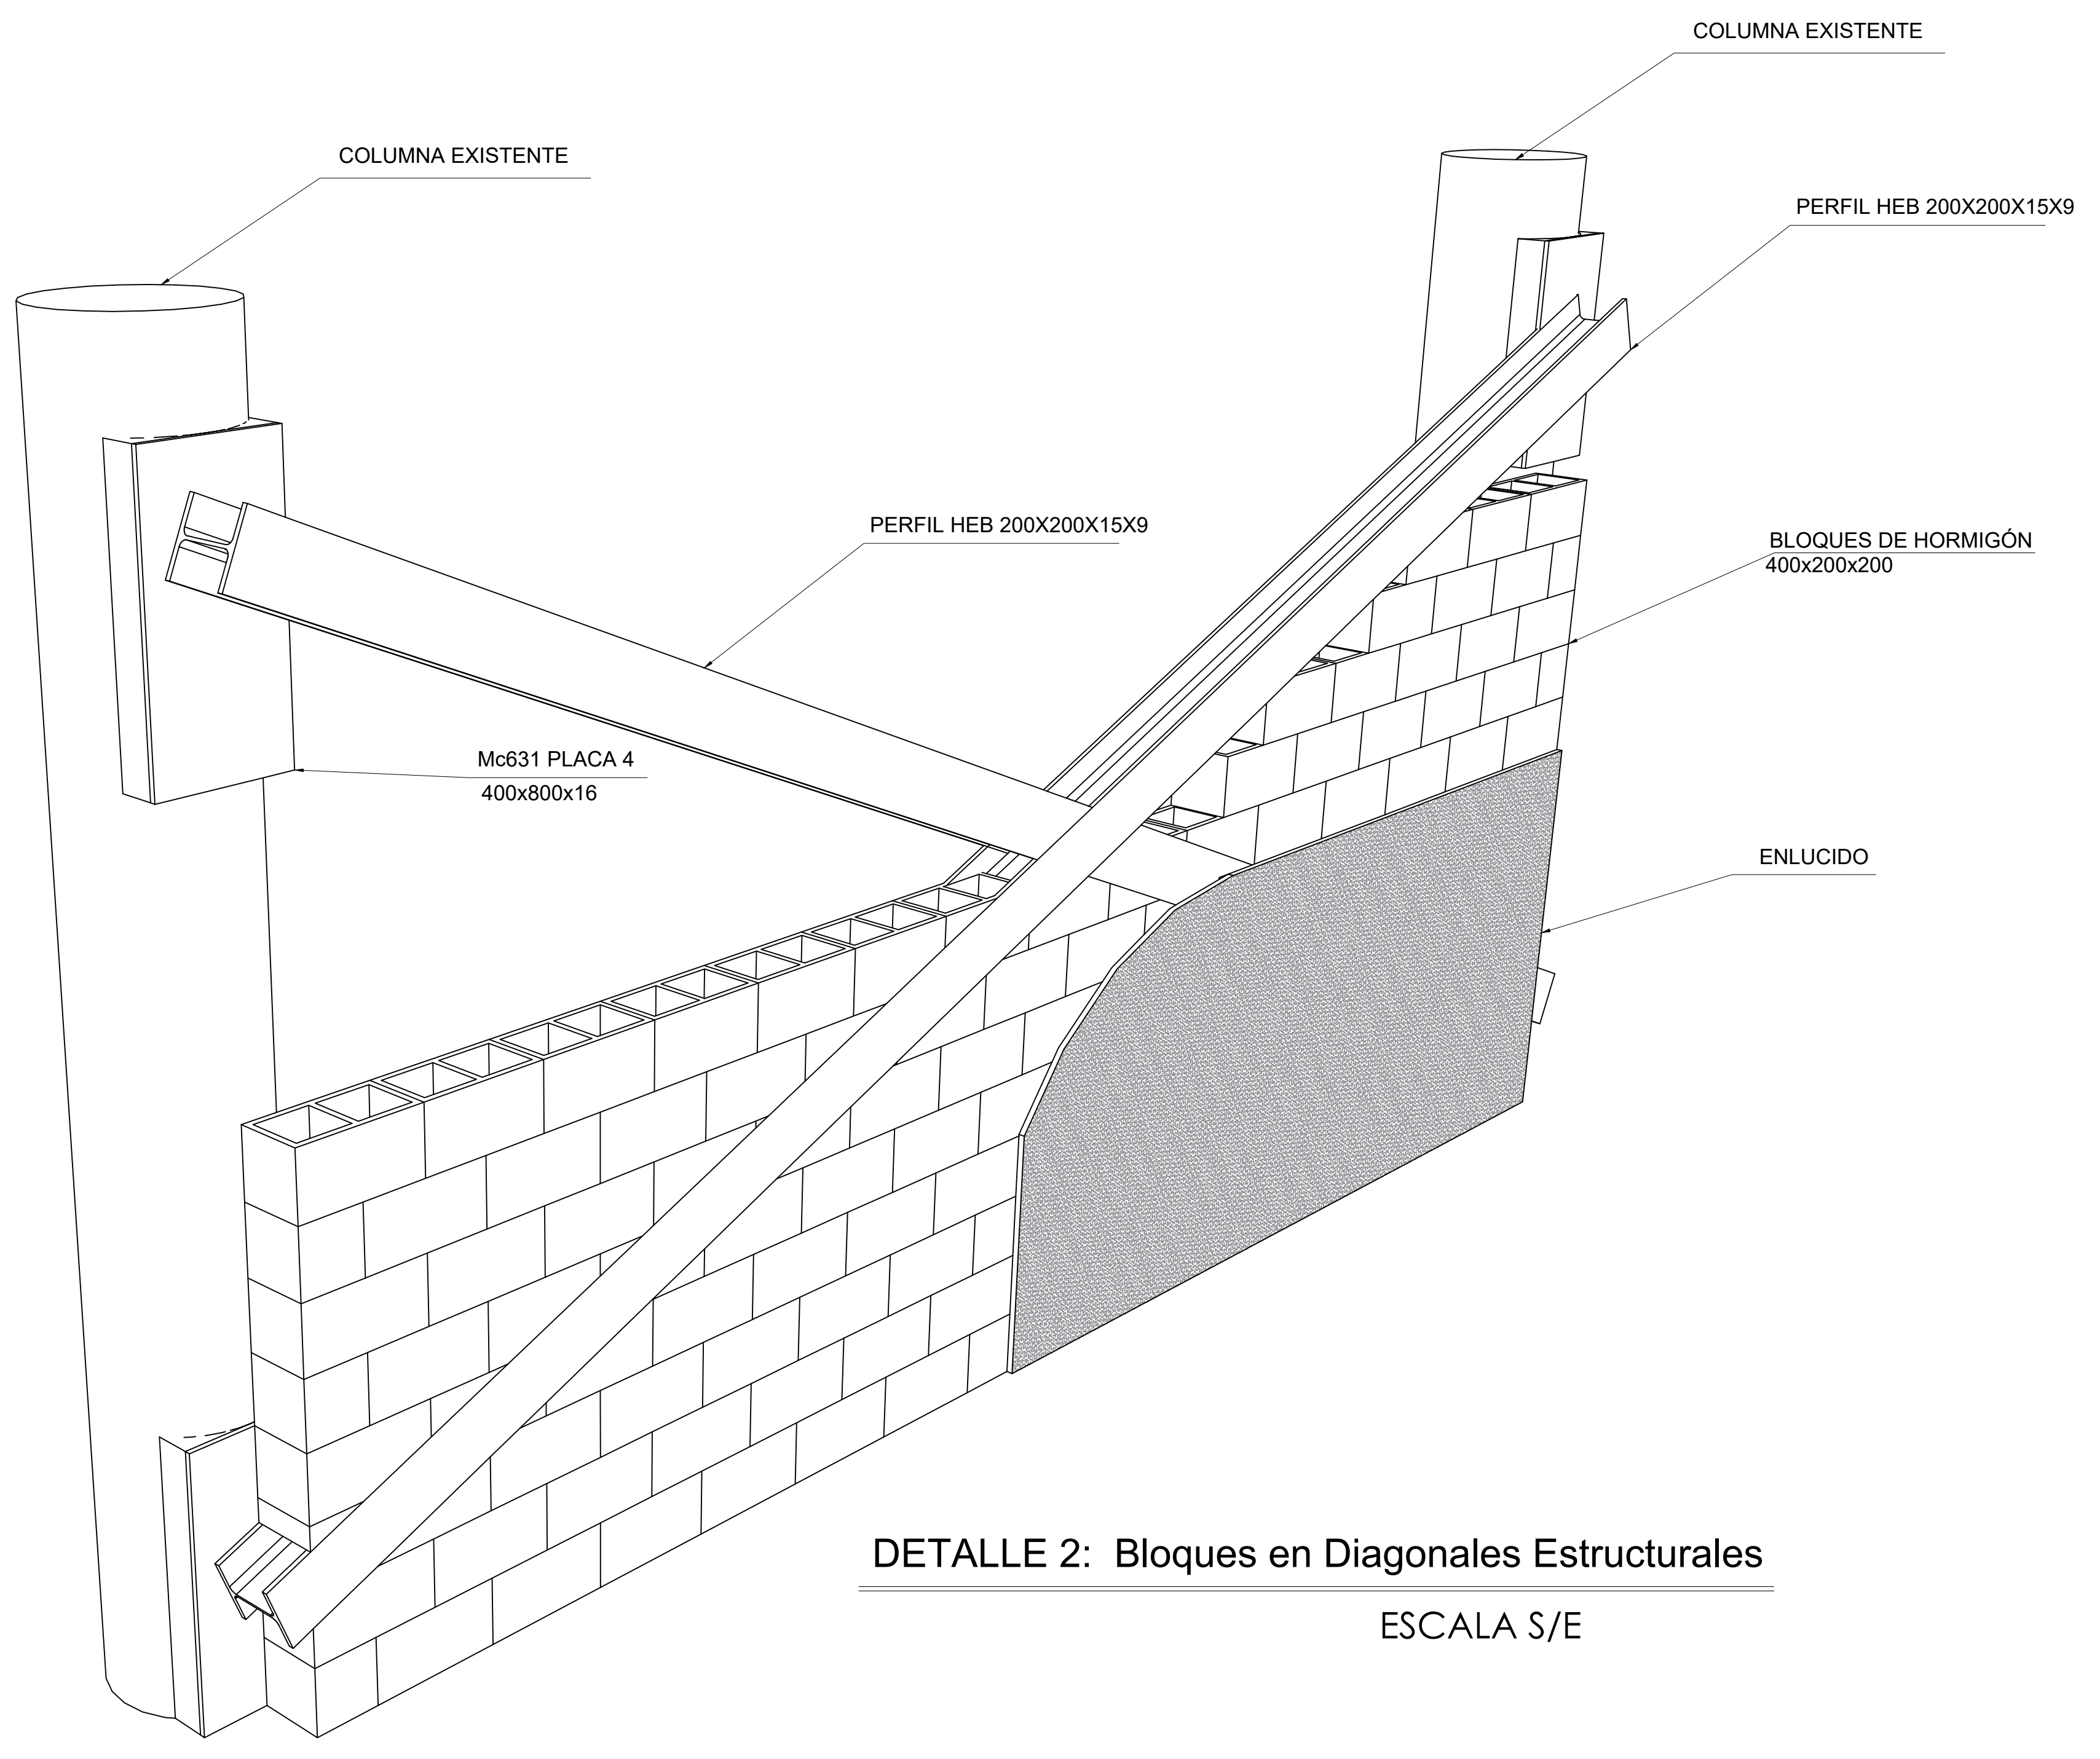 COLUMNA EXISTENTE
COLUMNA EXISTENTE
PERFIL HEB 200X200X15X9
PERFIL HEB 200X200X15X9
BLOQUES DE HORMIGÓN
400x200x200
Mc631 PLACA 4
400x800x16
ENLUCIDO
DETALLE 2: Bloques en Diagonales Estructurales
ESCALA S/E